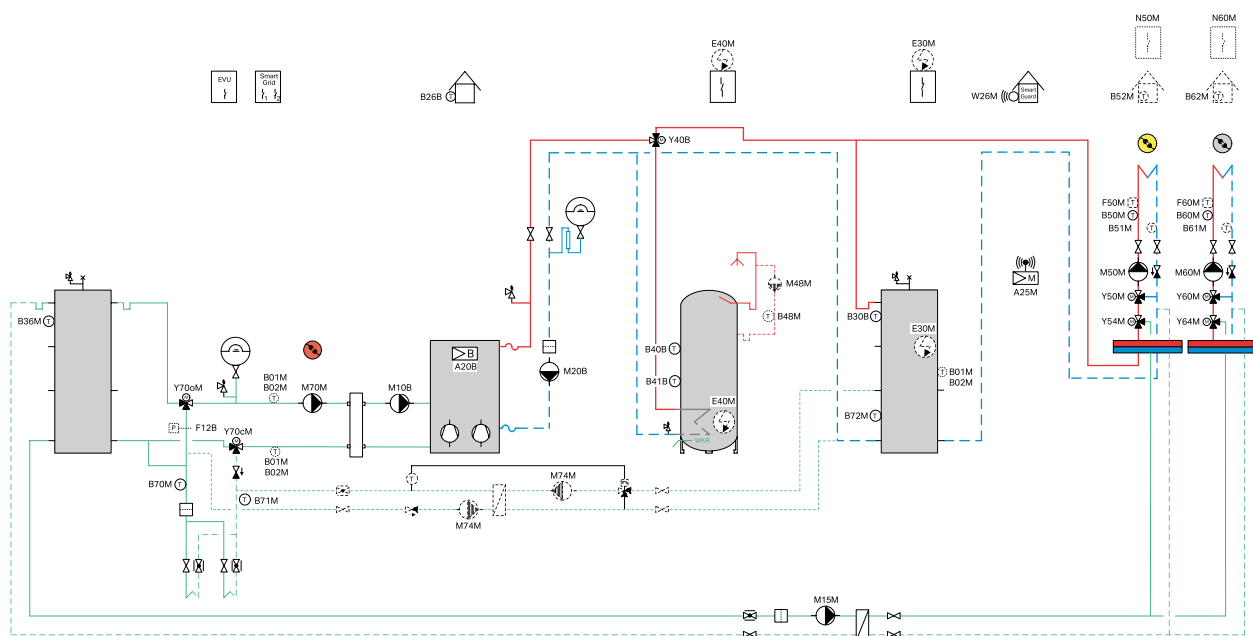 N50M
N60M
E40M
E30M
EVU
Smart
Grid
1 2
B26B
T
W26M
Smart
Guard
B52M
T
B62M
T
M
Y40B
F50M
T
F60M
T
B50M
T
B60M
T
B51M
T
B61M
T
M50M
M60M
M48M
M
A25M
Y50M
M
Y60M
M
B36M
T
T
B48M
B30B
T
Y54M
M
Y64M
M
E30M
B
A20B
B40B
T
M20B
B01M
B02M
T
M70M
M10B
B41B
T
T
B01M
B02M
Y70oM
M
E40M
B72M
T
P
F12B
Y70cM
M
WKR
T
B01M
B02M
B70M
T
T
M74M
T
B71M
M74M
M15M